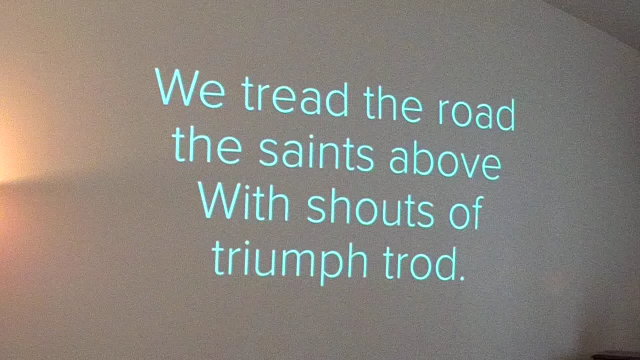 We tread the road
the saints above
With shouts of
triumph trod.